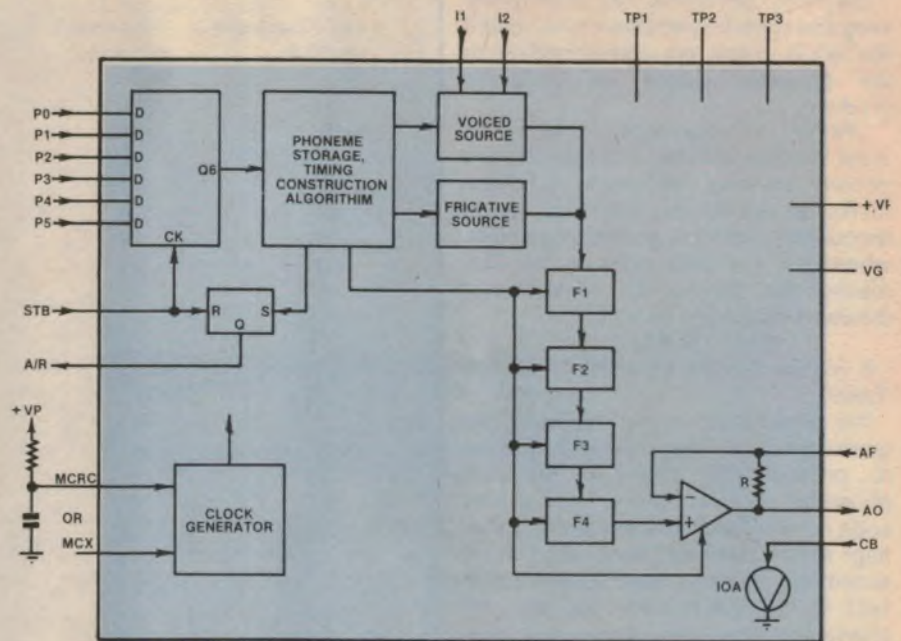 I1 I2 TP1 TP2 TP3
P0 D
P1 D
P2 D
P3 D
P4 D
P5 D
Q6
CK
PHONEME
STORAGE,
TIMING
CONSTRUCTION
ALGORITHIM
VOICED
SOURCE
FRICATIVE
SOURCE
+,VP
VG
STB
R S
Q
A/R
F1
F2
F3
F4
+VP
MCRC
OR
MCX
CLOCK
GENERATOR
AF
R
−
+
AO
CB
IOA